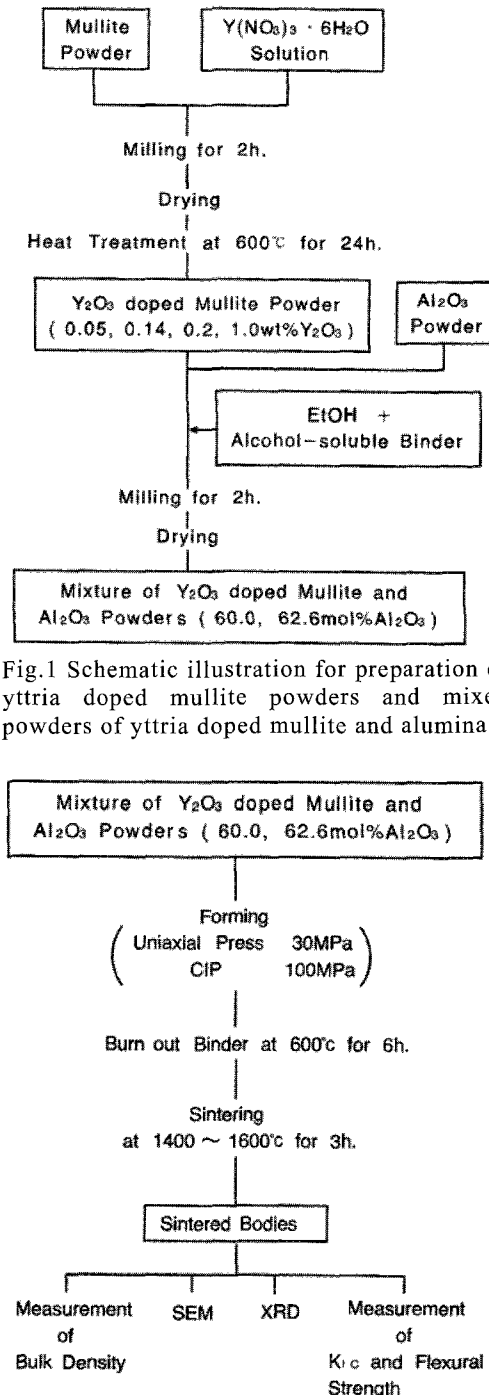 Mullite
Powder
Y(NO₃)₃ · 6H₂O
Solution
Milling for 2h.
Drying
Heat Treatment at 600℃ for 24h.
Y₂O₃ doped Mullite Powder
( 0.05, 0.14, 0.2, 1.0wt%Y₂O₃ )
Al₂O₃
Powder
EtOH +
Alcohol-soluble Binder
Milling for 2h.
Drying
Mixture of Y₂O₃ doped Mullite and
Al₂O₃ Powders ( 60.0, 62.6mol%Al₂O₃ )
Fig.1 Schematic illustration for preparation
yttria doped mullite powders and mixe
powders of yttria doped mullite and alumina
Mixture of Y₂O₃ doped Mullite and
Al₂O₃ Powders ( 60.0, 62.6mol%Al₂O₃ )
Forming
( Uniaxial Press 30MPa
CIP 100MPa )
Burn out Binder at 600℃ for 6h.
Sintering
at 1400 ~ 1600℃ for 3h.
Sintered Bodies
Measurement
of
Bulk Density
SEM
XRD
Measurement
of
K₁c and Flexural
Strength